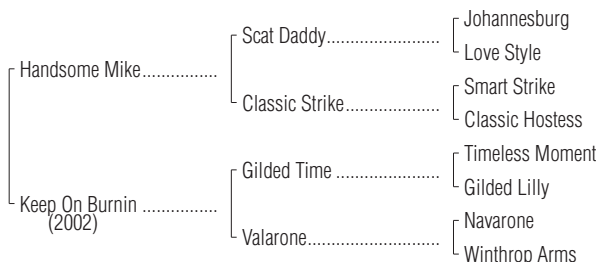 Johannesburg
Scat Daddy....................................
Love Style
Handsome Mike...............
Smart Strike
Classic Strike..............................
Classic Hostess
Timeless Moment
Gilded Time .................................
Gilded Lilly
Keep On Burnin ...............
(2002)
Navarone
Valarone.......................................
Winthrop Arms